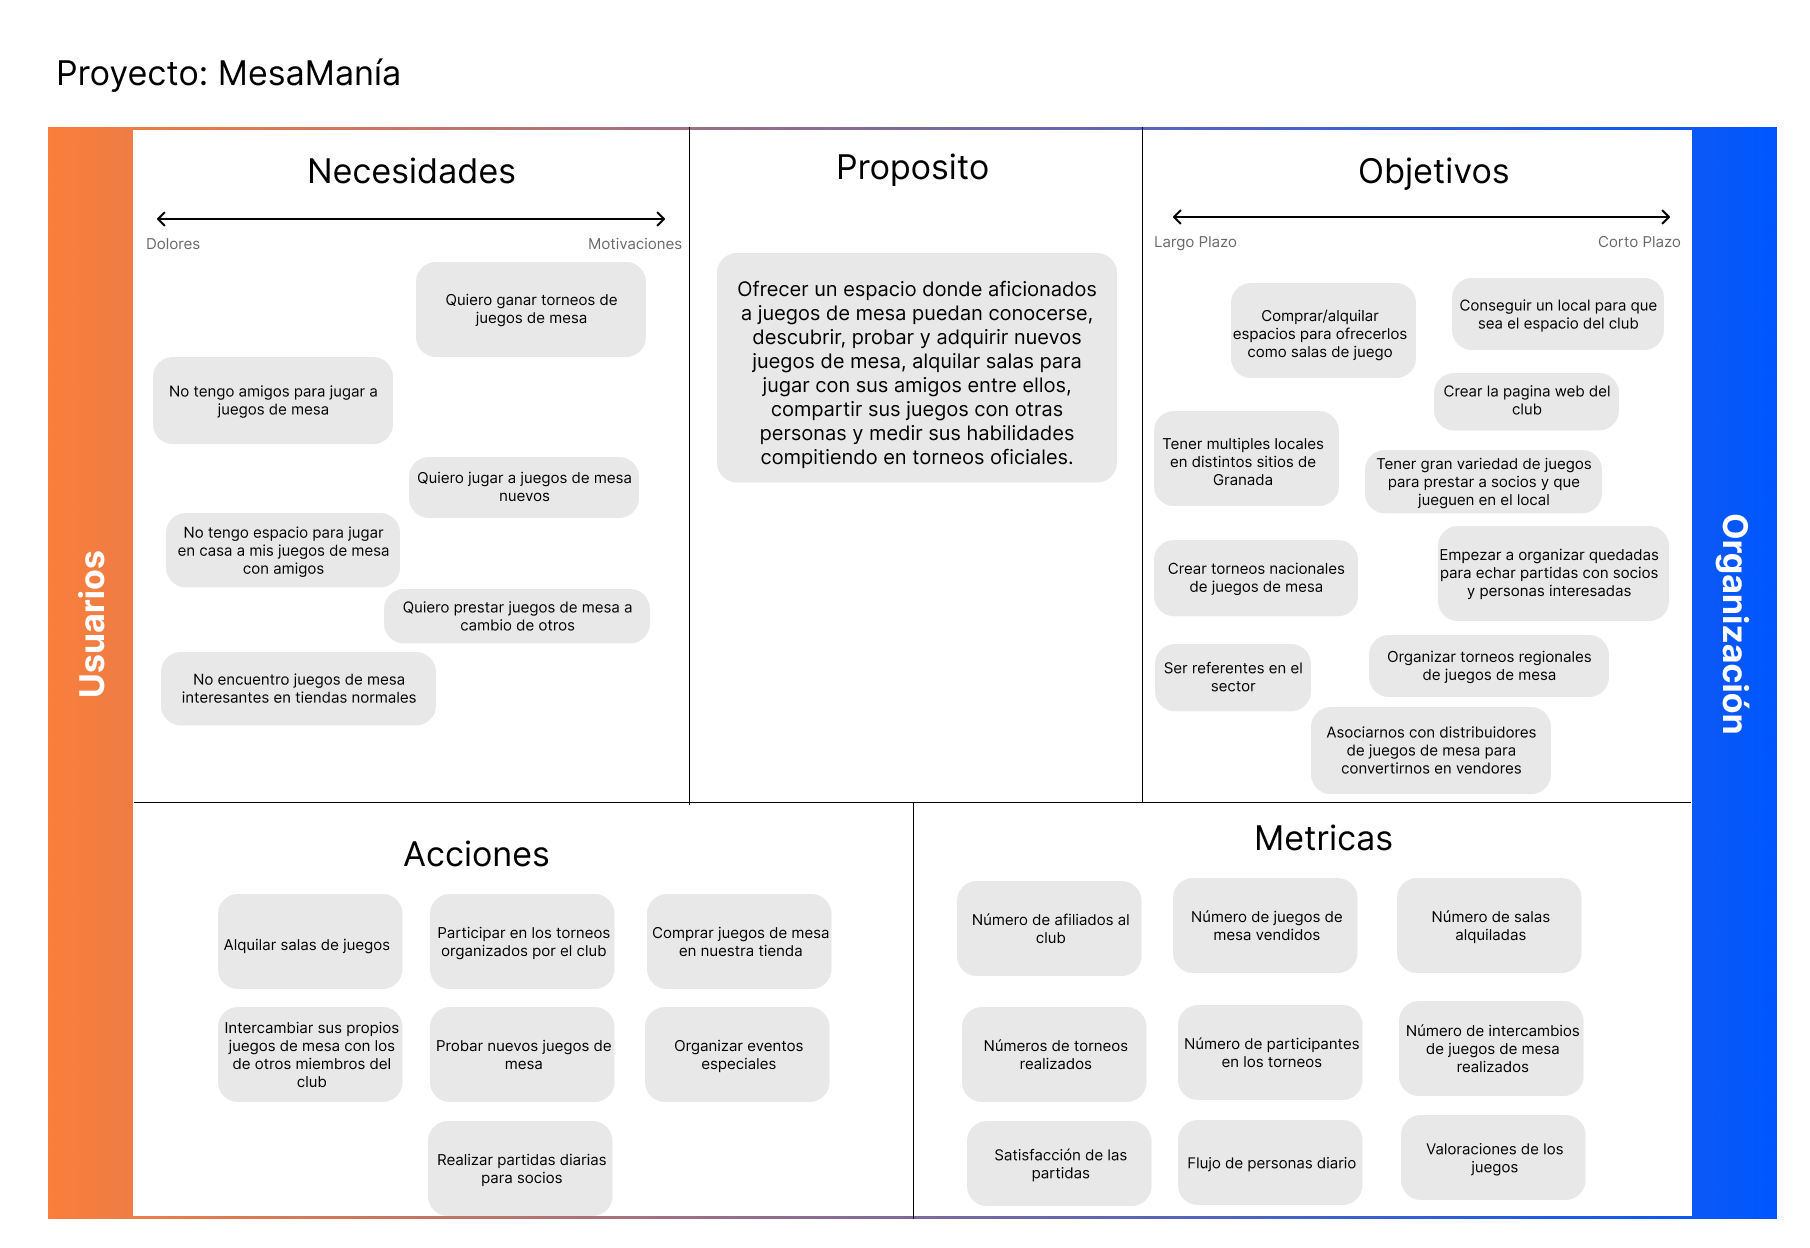 Proyecto: MesaManía
Usuarios
Necesidades
Dolores
Motivaciones
Quiero ganar torneos de
juegos de mesa
No tengo amigos para jugar a
juegos de mesa
Quiero jugar a juegos de mesa
nuevos
No tengo espacio para jugar
en casa a mis juegos de mesa
con amigos
Quiero prestar juegos de mesa a
cambio de otros
No encuentro juegos de mesa
interesantes en tiendas normales
Proposito
Ofrecer un espacio donde aficionados
a juegos de mesa puedan conocerse,
descubrir, probar y adquirir nuevos
juegos de mesa, alquilar salas para
jugar con sus amigos entre ellos,
compartir sus juegos con otras
personas y medir sus habilidades
compitiendo en torneos oficiales.
Objetivos
Largo Plazo
Corto Plazo
Comprar/alquilar
espacios para ofrecerlos
como salas de juego
Conseguir un local para que
sea el espacio del club
Crear la pagina web del
club
Tener multiples locales
en distintos sitios de
Granada
Tener gran variedad de juegos
para prestar a socios y que
jueguen en el local
Crear torneos nacionales
de juegos de mesa
Empezar a organizar quedadas
para echar partidas con socios
y personas interesadas
Ser referentes en el
sector
Organizar torneos regionales
de juegos de mesa
Asociarnos con distribuidores
de juegos de mesa para
convertirnos en vendores
Organización
Acciones
Alquilar salas de juegos
Participar en los torneos
organizados por el club
Comprar juegos de mesa
en nuestra tienda
Intercambiar sus propios
juegos de mesa con los
de otros miembros del
club
Probar nuevos juegos de
mesa
Organizar eventos
especiales
Realizar partidas diarias
para socios
Metricas
Número de afiliados al
club
Número de juegos de
mesa vendidos
Número de salas
alquiladas
Números de torneos
realizados
Número de participantes
en los torneos
Número de intercambios
de juegos de mesa
realizados
Satisfacción de las
partidas
Flujo de personas diario
Valoraciones de los
juegos